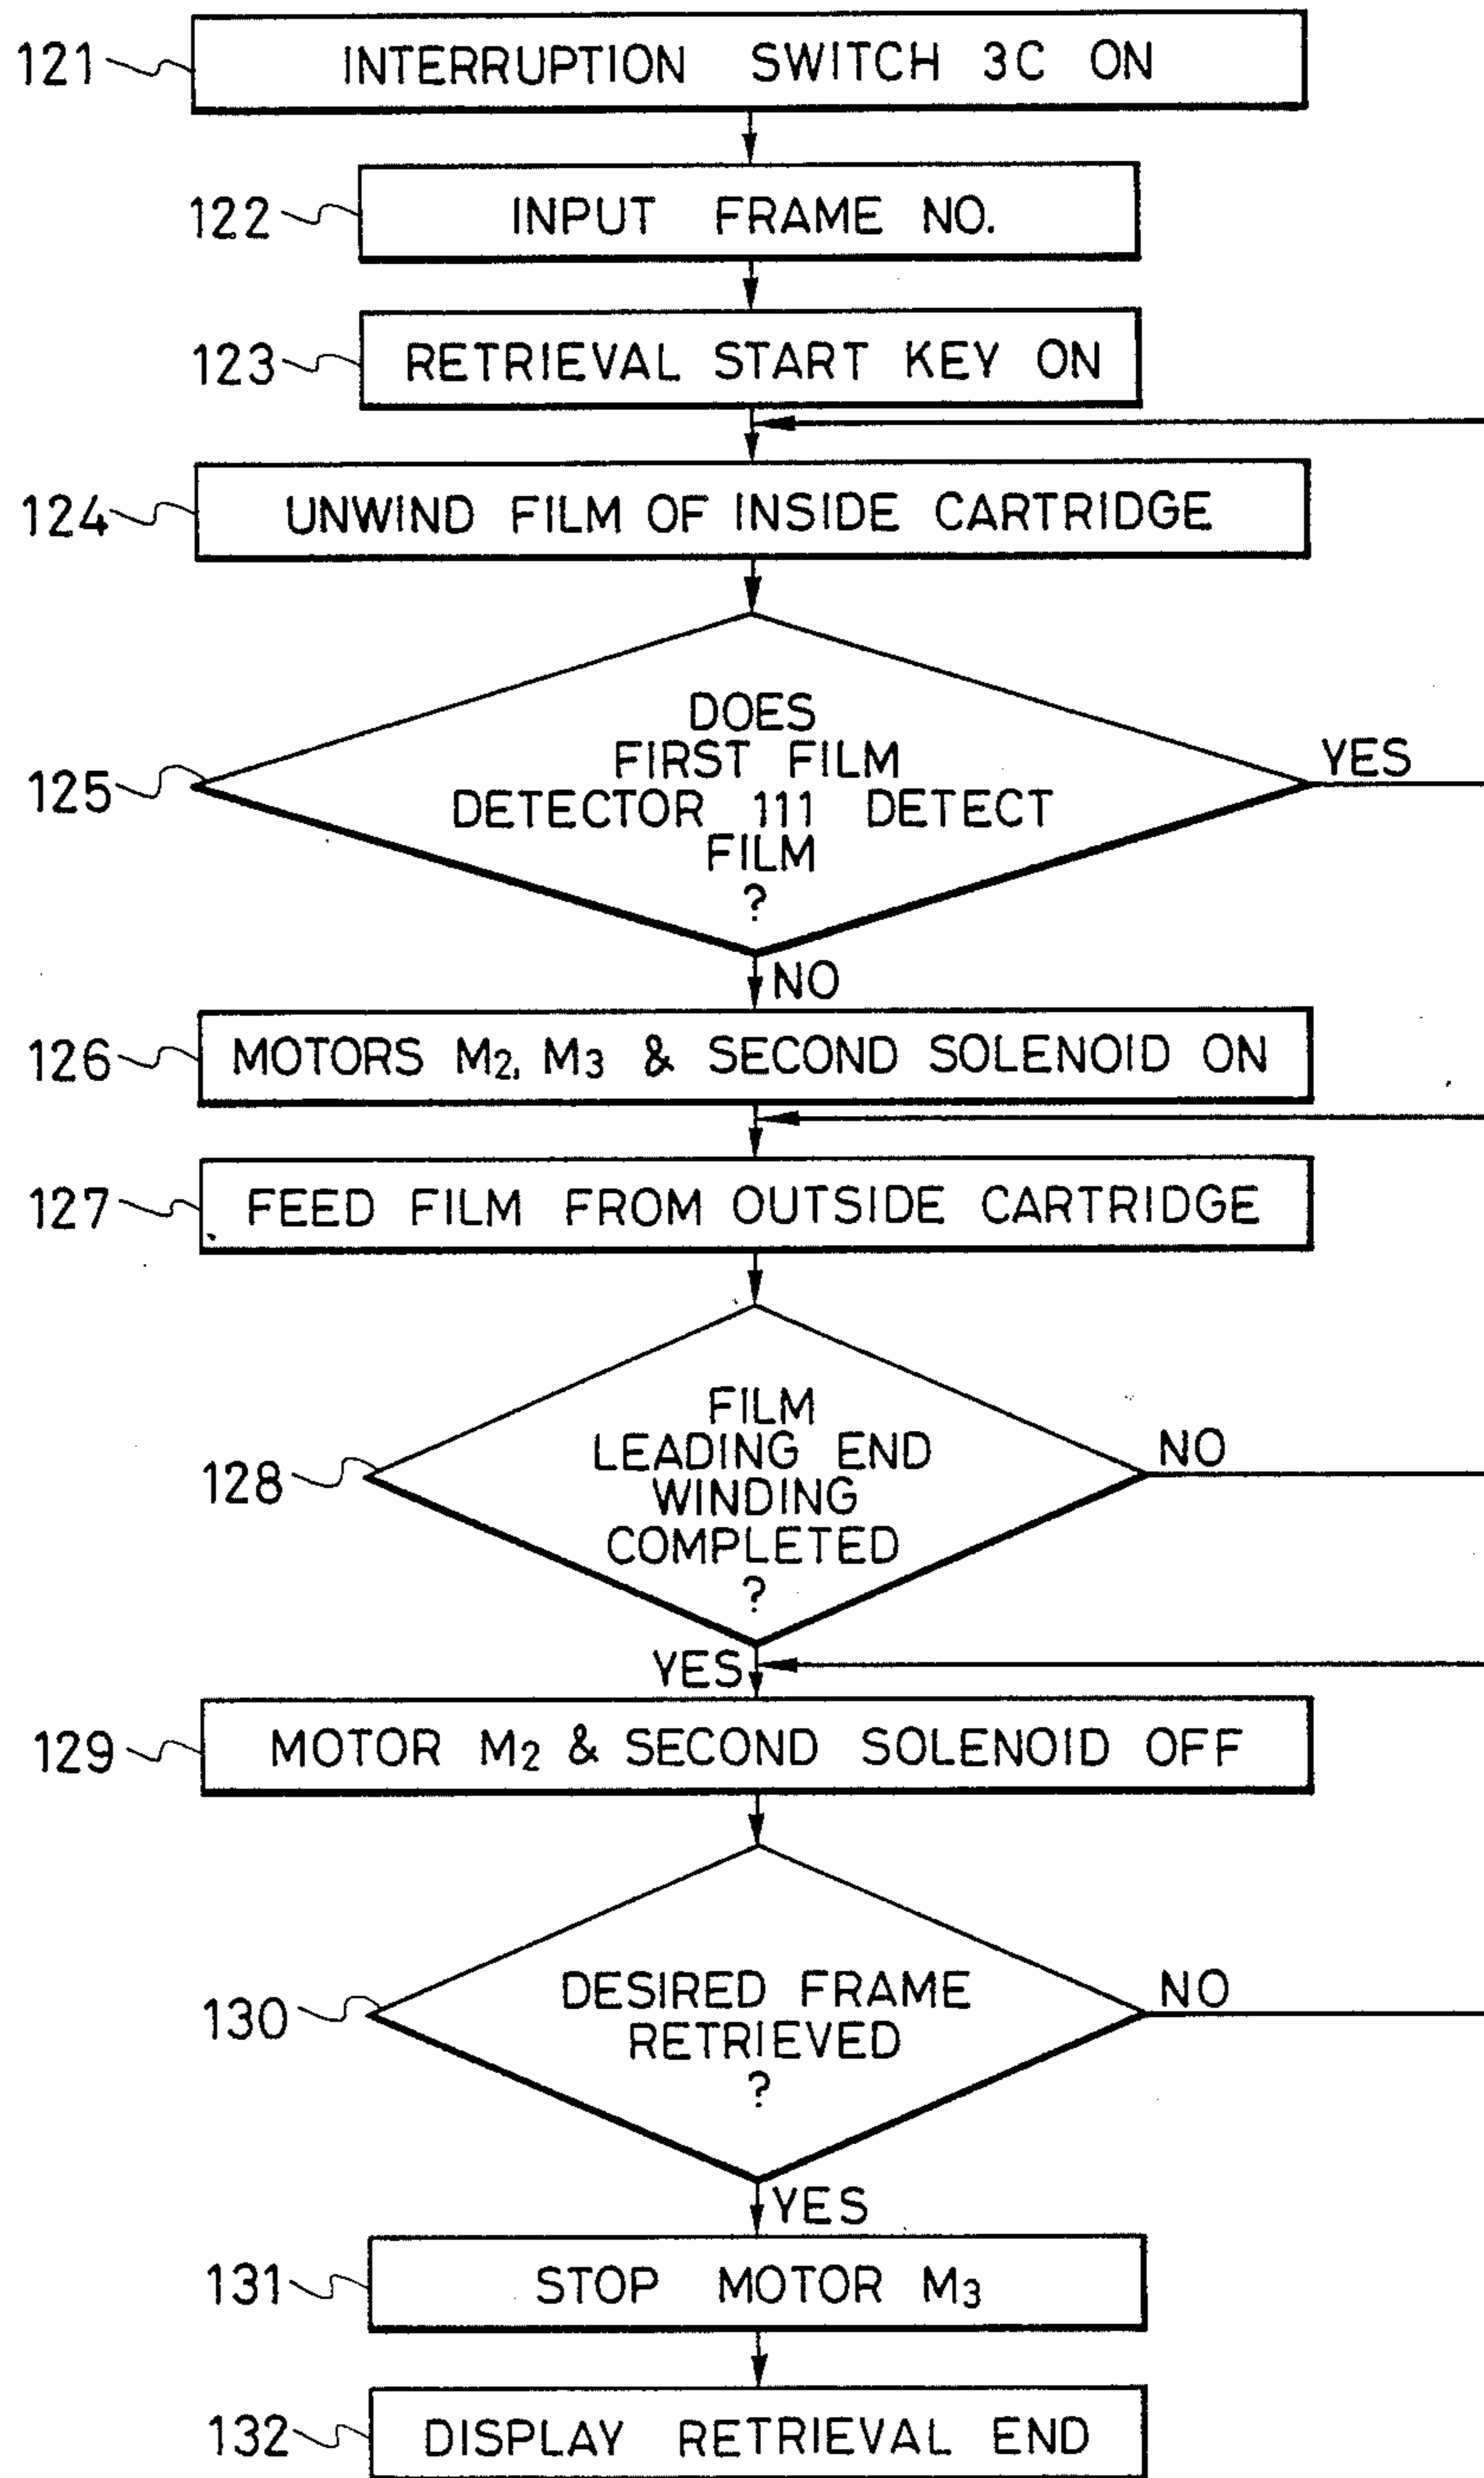 121 INTERRUPTION SWITCH 3C ON
122 INPUT FRAME NO.
123 RETRIEVAL START KEY ON
124 UNWIND FILM OF INSIDE CARTRIDGE
125
DOES
FIRST FILM
DETECTOR 111 DETECT
FILM
?
YES
NO
126 MOTORS M2, M3 & SECOND SOLENOID ON
127 FEED FILM FROM OUTSIDE CARTRIDGE
128
FILM
LEADING END
WINDING
COMPLETED
?
NO
YES
129 MOTOR M2 & SECOND SOLENOID OFF
130
DESIRED FRAME
RETRIEVED
?
NO
YES
131 STOP MOTOR M3
132 DISPLAY RETRIEVAL END